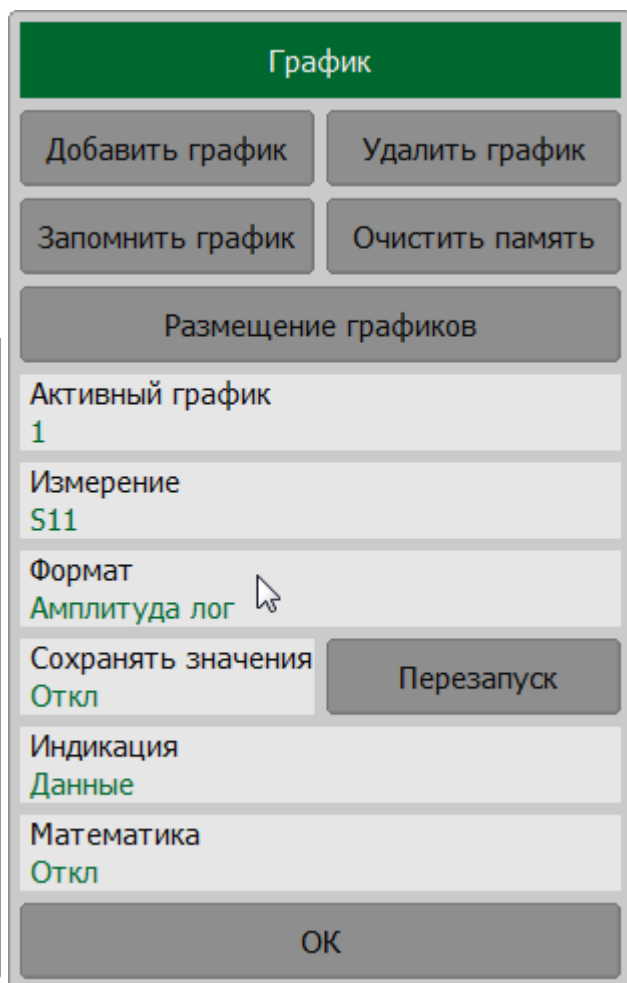 График
Добавить график
Удалить график
Запомнить график
Очистить память
Размещение графиков
Активный график
1
Измерение
S11
Формат
Амплитуда лог
Сохранять значения
Откл
Перезапуск
Индикация
Данные
Математика
Откл
ОК